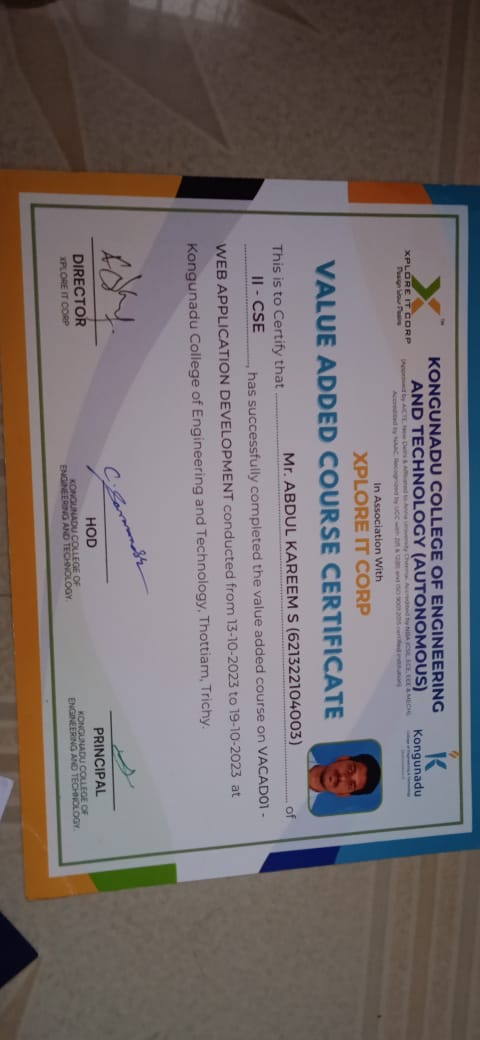 XPLORE IT CORP
Design Your Desire
TM
KONGUNADU COLLEGE OF ENGINEERING
AND TECHNOLOGY (AUTONOMOUS)
(Approved by AICTE, New Delhi & Affiliated to Anna University Chennai, Accredited by NBA (CSE, ECE, EEE & MECH),
Accredited by NAAC, Recognized by UGC with 2(f) & 12(B) and ISO 9001:2015 certified institution)
Kongunadu
College of Engineering & Technology
In Association With
XPLORE IT CORP
VALUE ADDED COURSE CERTIFICATE
This is to Certify that Mr. ABDUL KAREEM S (621322104003) of
II - CSE, has successfully completed the value added course on VACAD01 -
WEB APPLICATION DEVELOPMENT conducted from 13-10-2023 to 19-10-2023 at
Kongunadu College of Engineering and Technology, Thottiam, Trichy.
DIRECTOR
XPLORE IT CORP
HOD
KONGUNADU COLLEGE OF
ENGINEERING AND TECHNOLOGY.
PRINCIPAL
KONGUNADU COLLEGE OF
ENGINEERING AND TECHNOLOGY.